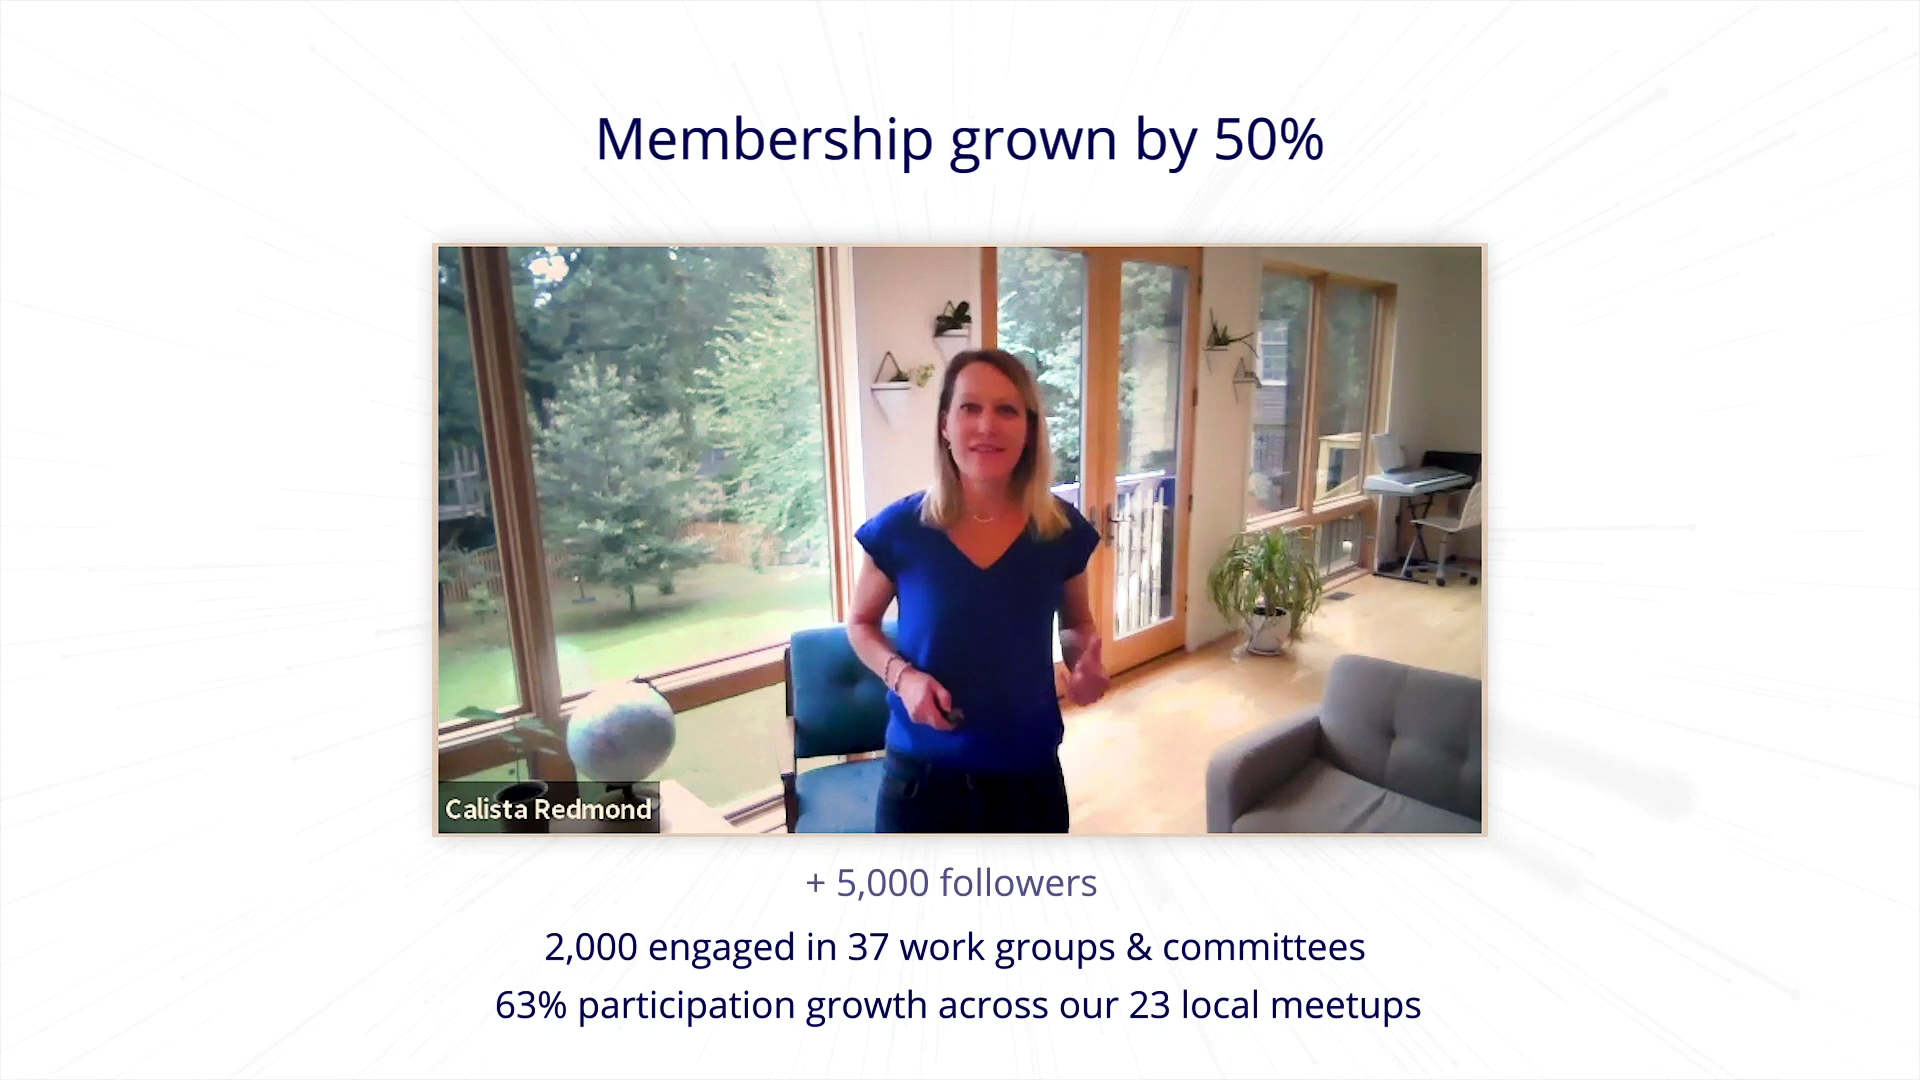 Membership grown by 50%
Calista Redmond
+ 5,000 followers
2,000 engaged in 37 work groups & committees
63% participation growth across our 23 local meetups